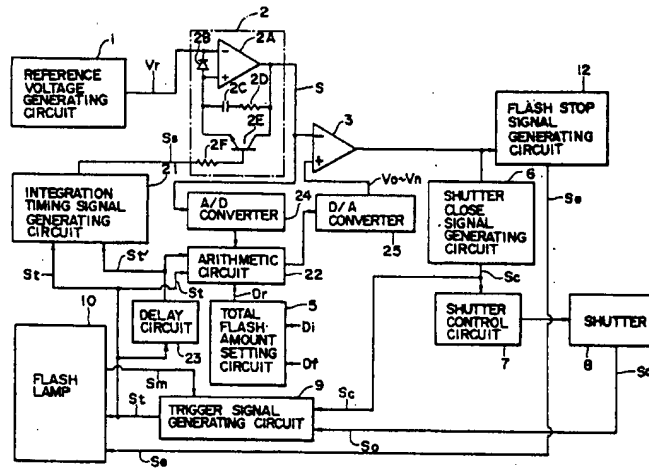 1
2
2B
2A
12
REFERENCE
VOLTAGE
GENERATING
CIRCUIT
Vr
2C
2D
S
3
FLASH STOP
SIGNAL
GENERATING
CIRCUIT
Ss
2F
2E
21
Vo~Vn
6
Se
INTEGRATION
TIMING SIGNAL
GENERATING
CIRCUIT
A/D
CONVERTER
24
D/A
CONVERTER
25
SHUTTER
CLOSE
SIGNAL
GENERATING
CIRCUIT
St
St'
ARITHMETIC
CIRCUIT
22
St
Dr
Sc
10
DELAY
CIRCUIT
23
5
TOTAL
FLASH-
AMOUNT
SETTING
CIRCUIT
Di
Df
SHUTTER
CONTROL
CIRCUIT
7
SHUTTER
8
FLASH
LAMP
Sm
St
9
TRIGGER SIGNAL
GENERATING CIRCUIT
Sc
So
Se